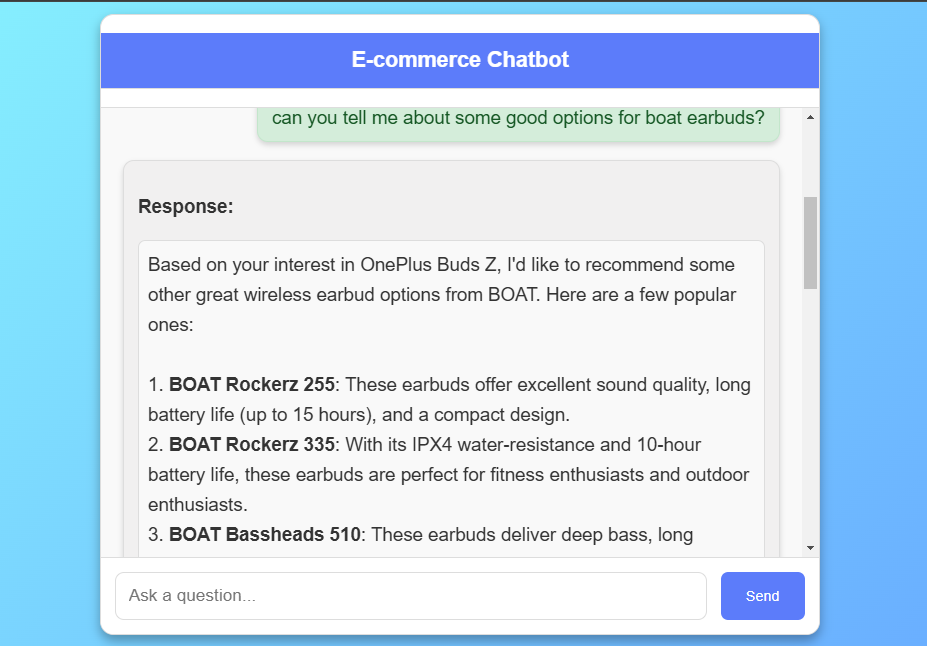 E-commerce Chatbot
can you tell me about some good options for boat earbuds?
Response:
Based on your interest in OnePlus Buds Z, I'd like to recommend some
other great wireless earbud options from BOAT. Here are a few popular
ones:
1. BOAT Rockerz 255: These earbuds offer excellent sound quality, long
battery life (up to 15 hours), and a compact design.
2. BOAT Rockerz 335: With its IPX4 water-resistance and 10-hour
battery life, these earbuds are perfect for fitness enthusiasts and outdoor
enthusiasts.
3. BOAT Bassheads 510: These earbuds deliver deep bass, long
Ask a question...
Send